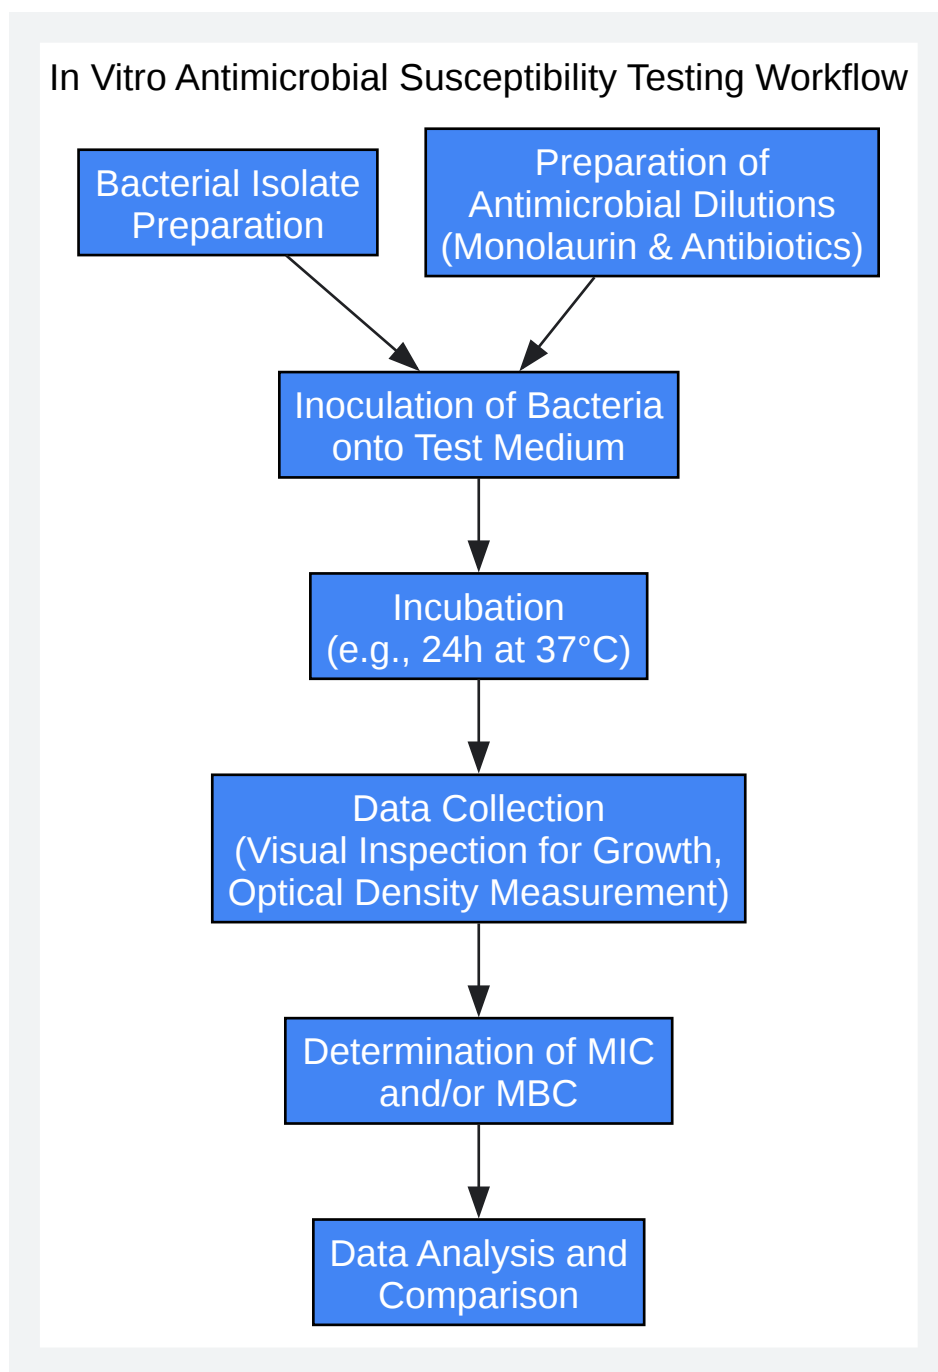 In Vitro Antimicrobial Susceptibility Testing Workflow
Bacterial Isolate
Preparation
Preparation of
Antimicrobial Dilutions
(Monolaurin & Antibiotics)
Inoculation of Bacteria
onto Test Medium
Incubation
(e.g., 24h at 37°C)
Data Collection
(Visual Inspection for Growth,
Optical Density Measurement)
Determination of MIC
and/or MBC
Data Analysis and
Comparison